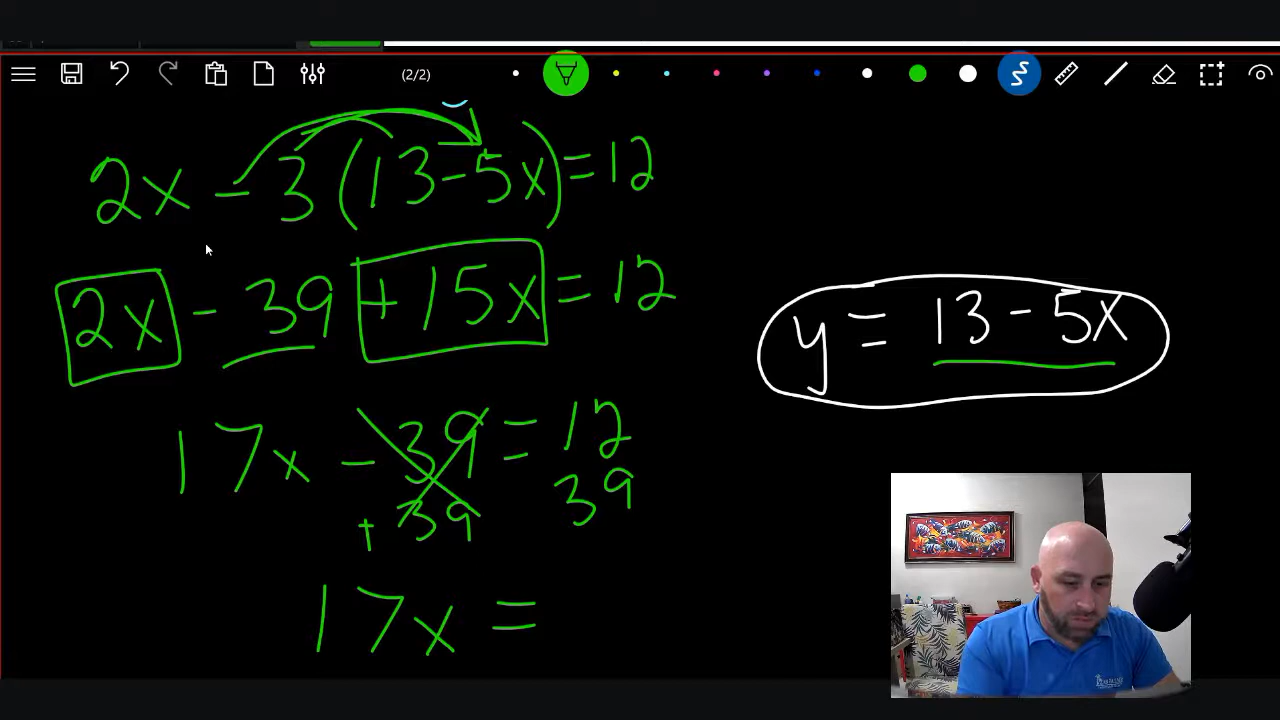 (2/2)
2x - 3(13-5x) = 12
2x - 39 + 15x = 12
y = 13 - 5x
17x - 39 = 12
+ 39 39
17x =